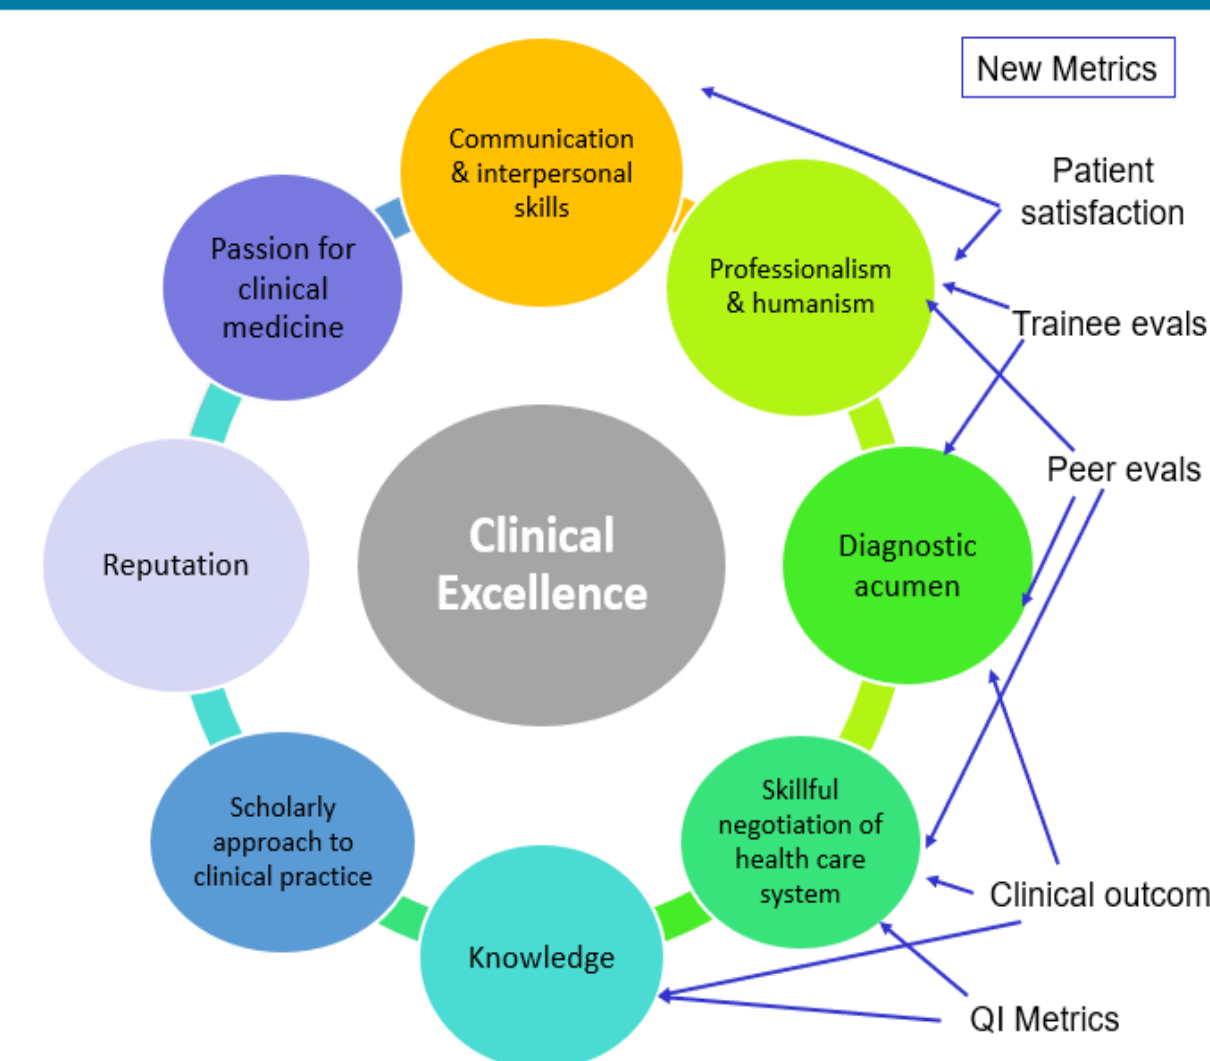 New Metrics
Communication
& interpersonal
skills
Patient
satisfaction
Passion for
clinical
medicine
Professionalism
& humanism
Trainee evals
Peer evals
Clinical
Excellence
Reputation
Diagnostic
acumen
Skillful
negotiation of
health care
system
Scholarly
approach to
clinical practice
Clinical outcom
Knowledge
QI Metrics